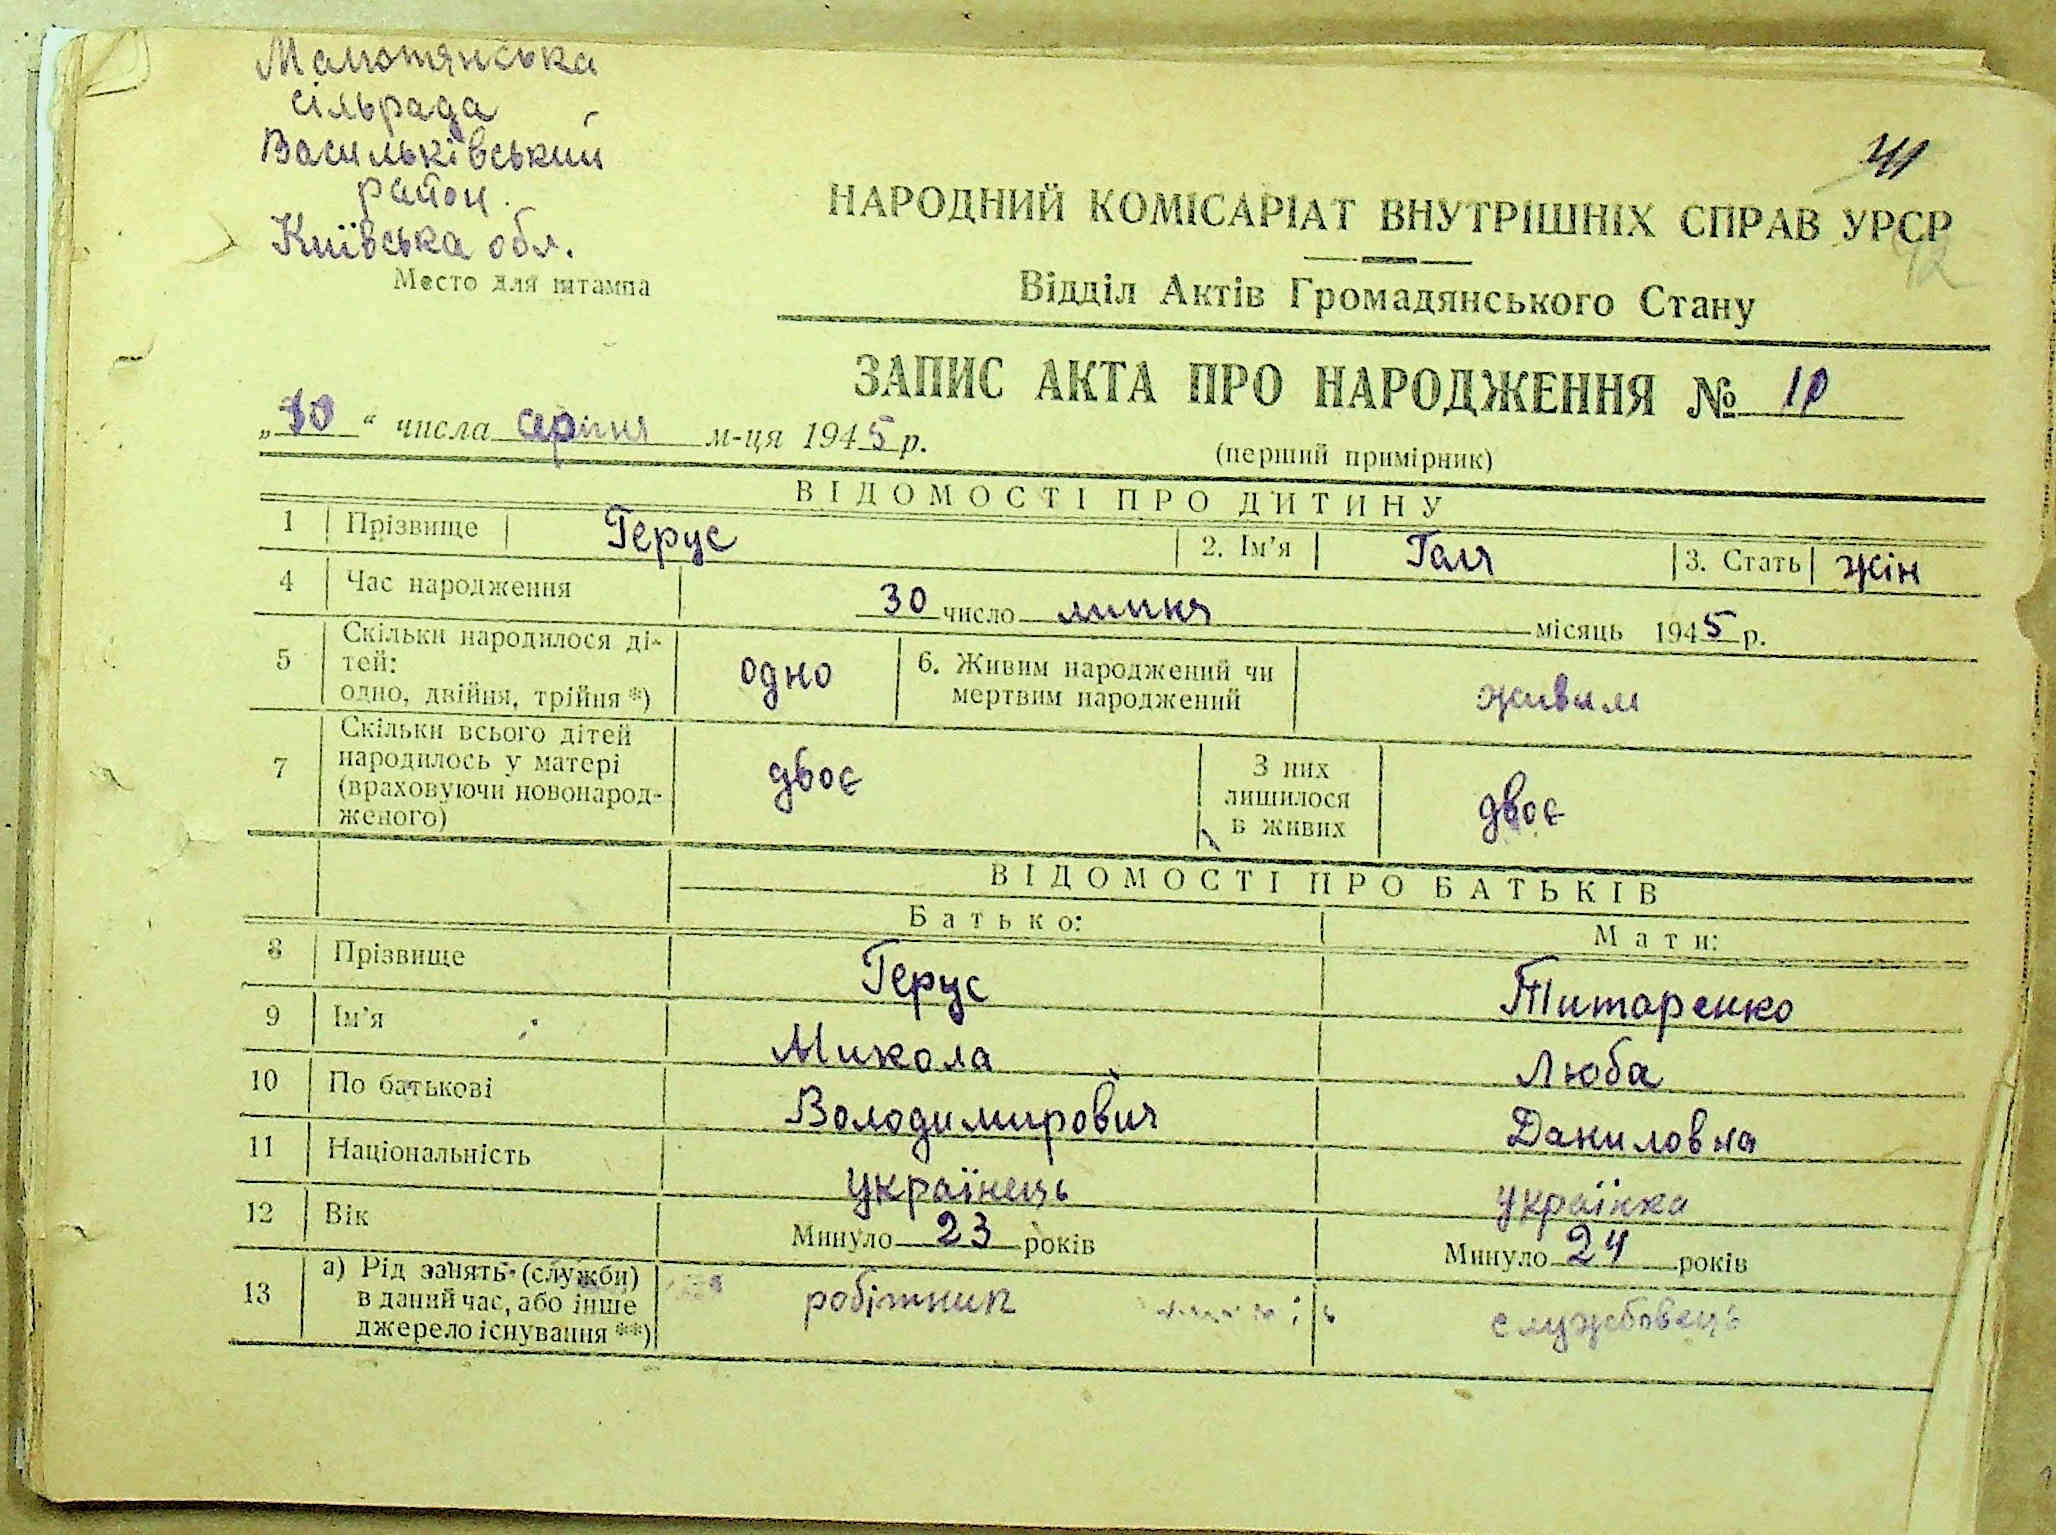 Малютянська
сільрада
Васильківський
район.
Київська обл.
Место для штампа
41
42
НАРОДНИЙ КОМІСАРІАТ ВНУТРІШНІХ СПРАВ УРСР
Відділ Актів Громадянського Стану
ЗАПИС АКТА ПРО НАРОДЖЕННЯ № 10
„10“ числа серпня м-ця 1945 р.
(перший примірник)
ВІДОМОСТІ ПРО ДИТИНУ
1 Прізвище Герус 2. Ім'я Галя 3. Стать жін
4 Час народження 30 число липня місяць 1945 р.
5 Скільки народилося ді-
тей:
одно, двійня, трійня *) одно 6. Живим народжений чи
мертвим народжений живим
7 Скільки всього дітей
народилось у матері
(враховуючи новонарод-
женого) двоє З них
лишилося
в живих двоє
ВІДОМОСТІ ПРО БАТЬКІВ
Батько: Мати:
8 Прізвище Герус Титаренко
9 Ім'я Микола Люба
10 По батькові Володимирович Даниловна
11 Національність українець українка
12 Вік Минуло 23 років Минуло 24 років
13 а) Рід занять (служби)
в даний час, або інше
джерело існування **) робітник службовець